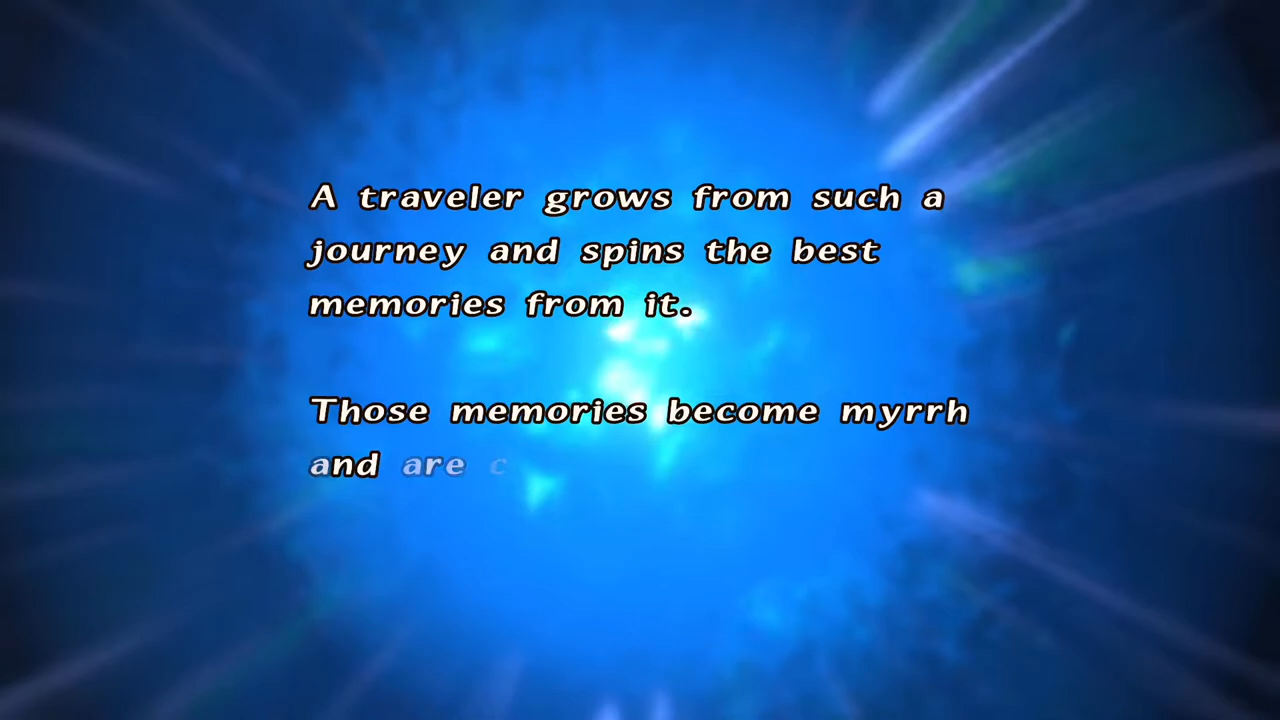 A traveler grows from such a
journey and spins the best
memories from it.
Those memories become myrrh
and are c